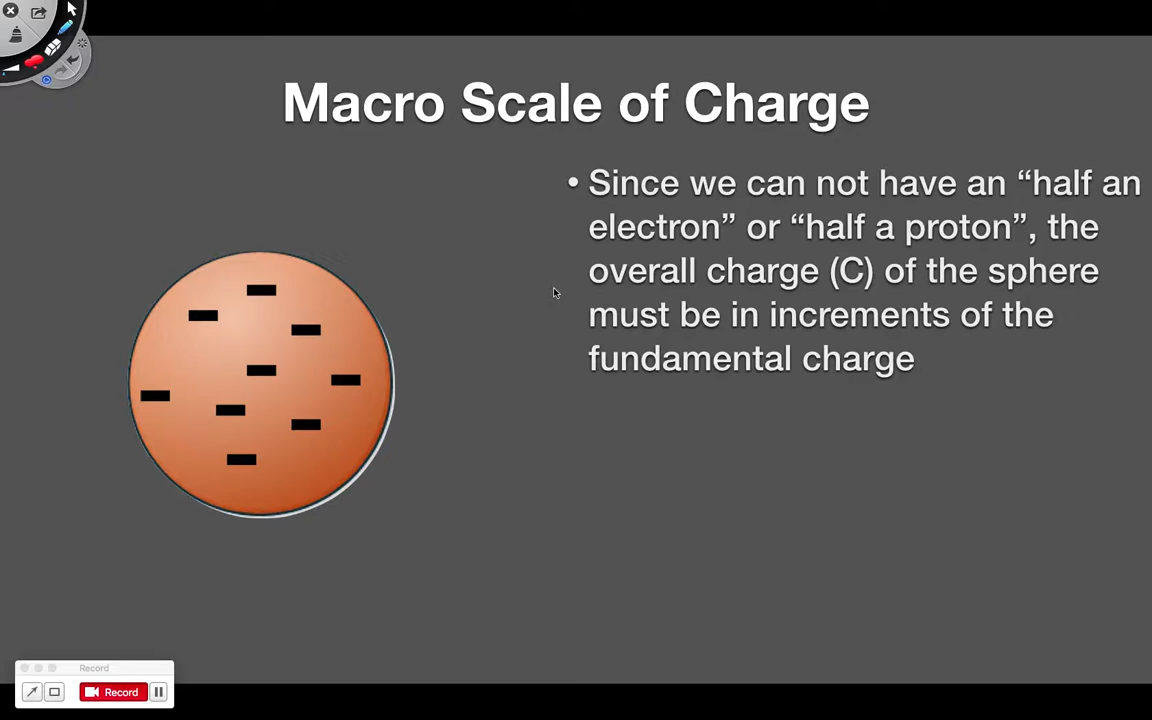 Macro Scale of Charge
• Since we can not have an “half an
electron” or “half a proton”, the
overall charge (C) of the sphere
must be in increments of the
fundamental charge
Record
Record